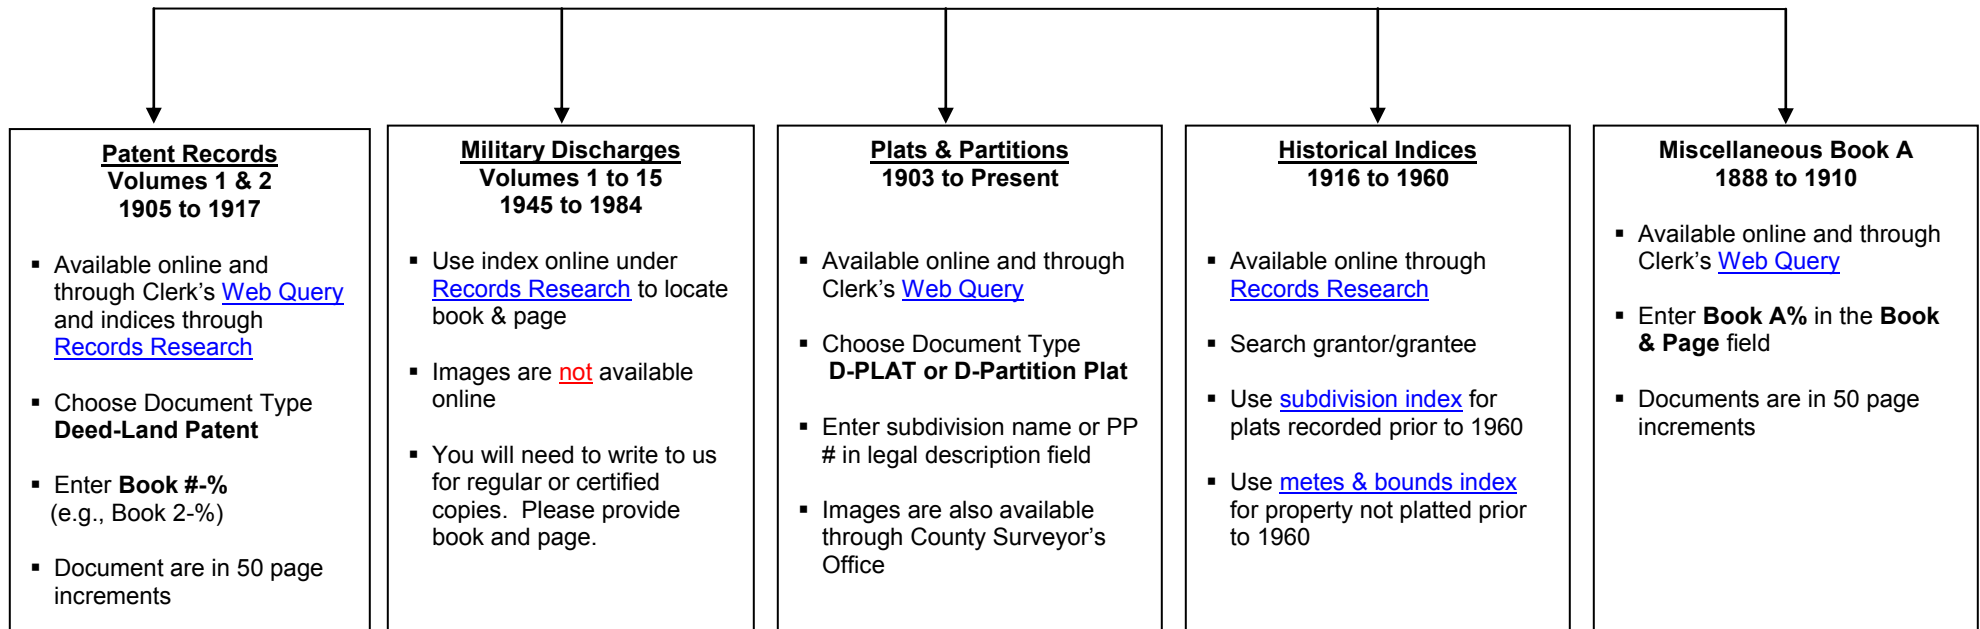 Patent Records
Volumes 1 & 2
1905 to 1917
▪ Available online and
through Clerk’s Web Query
and indices through
Records Research
▪ Choose Document Type
Deed-Land Patent
▪ Enter Book #-%
(e.g., Book 2-%)
▪ Document are in 50 page
increments
Military Discharges
Volumes 1 to 15
1945 to 1984
▪ Use index online under
Records Research to locate
book & page
▪ Images are not available
online
▪ You will need to write to us
for regular or certified
copies.  Please provide
book and page.
Plats & Partitions
1903 to Present
▪ Available online and through
Clerk’s Web Query
▪ Choose Document Type
D-PLAT or D-Partition Plat
▪ Enter subdivision name or PP
# in legal description field
▪ Images are also available
through County Surveyor’s
Office
Historical Indices
1916 to 1960
▪ Available online through
Records Research
▪ Search grantor/grantee
▪ Use subdivision index for
plats recorded prior to 1960
▪ Use metes & bounds index
for property not platted prior
to 1960
Miscellaneous Book A
1888 to 1910
▪ Available online and through
Clerk’s Web Query
▪ Enter Book A% in the Book
& Page field
▪ Documents are in 50 page
increments